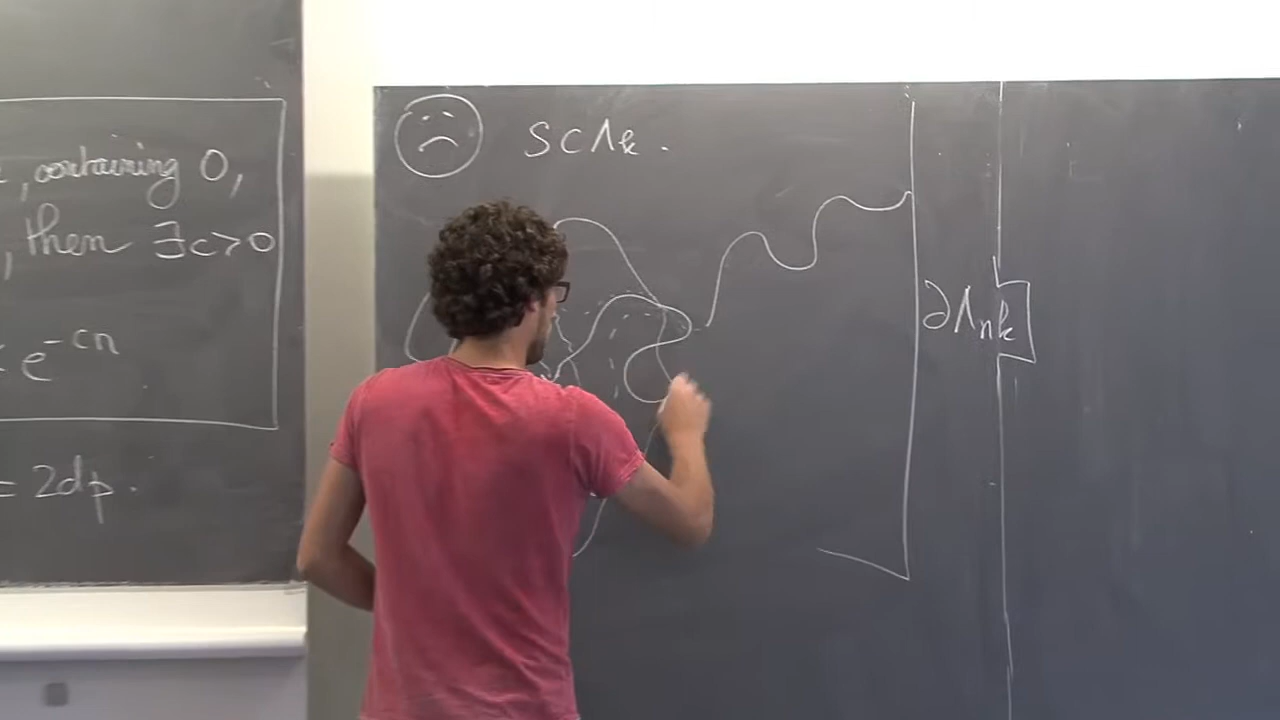 , containing 0,
, then ∃c>0
e^{-cn}
= 2dp.
S⊂Λ_k.
∂Λ_{nk}